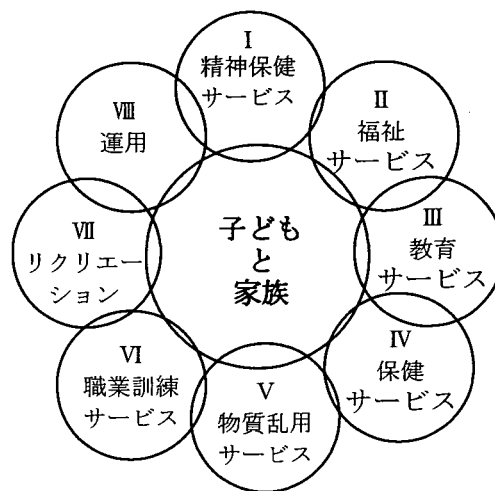 Ⅰ
精神保健
サービス
Ⅱ
福祉
サービス
Ⅲ
教育
サービス
Ⅳ
保健
サービス
Ⅴ
物質乱用
サービス
Ⅵ
職業訓練
サービス
Ⅶ
リクリエー
ション
Ⅷ
運用
子ども
と
家族